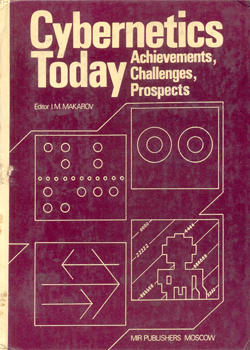 Cybernetics
Today
Achievements,
Challenges,
Prospects
Editor I.M. MAKAROV
MIR PUBLISHERS MOSCOW